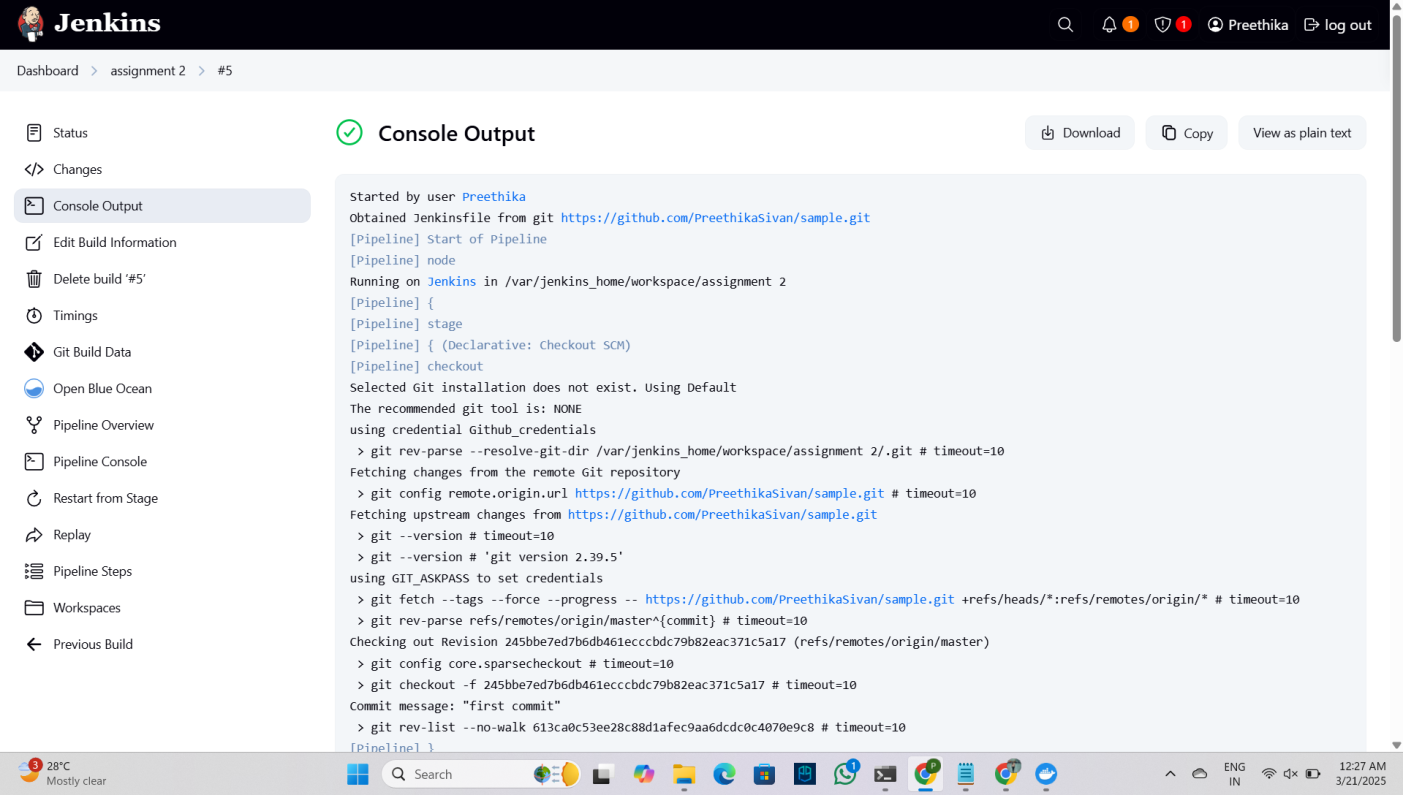 Jenkins
1
1
Preethika
log out
Dashboard
assignment 2
#5
Status
Changes
Console Output
Edit Build Information
Delete build ‘#5’
Timings
Git Build Data
Open Blue Ocean
Pipeline Overview
Pipeline Console
Restart from Stage
Replay
Pipeline Steps
Workspaces
Previous Build
Console Output
Download
Copy
View as plain text
Started by user Preethika
Obtained Jenkinsfile from git https://github.com/PreethikaSivan/sample.git
[Pipeline] Start of Pipeline
[Pipeline] node
Running on Jenkins in /var/jenkins_home/workspace/assignment 2
[Pipeline] {
[Pipeline] stage
[Pipeline] { (Declarative: Checkout SCM)
[Pipeline] checkout
Selected Git installation does not exist. Using Default
The recommended git tool is: NONE
using credential Github_credentials
> git rev-parse --resolve-git-dir /var/jenkins_home/workspace/assignment 2/.git # timeout=10
Fetching changes from the remote Git repository
> git config remote.origin.url https://github.com/PreethikaSivan/sample.git # timeout=10
Fetching upstream changes from https://github.com/PreethikaSivan/sample.git
> git --version # timeout=10
> git --version # 'git version 2.39.5'
using GIT_ASKPASS to set credentials
> git fetch --tags --force --progress -- https://github.com/PreethikaSivan/sample.git +refs/heads/*:refs/remotes/origin/* # timeout=10
> git rev-parse refs/remotes/origin/master^{commit} # timeout=10
Checking out Revision 245bbe7ed7b6db461ecccbdc79b82eac371c5a17 (refs/remotes/origin/master)
> git config core.sparsecheckout # timeout=10
> git checkout -f 245bbe7ed7b6db461ecccbdc79b82eac371c5a17 # timeout=10
Commit message: "first commit"
> git rev-list --no-walk 613ca0c53ee28c88d1afec9aa6dcdc0c4070e9c8 # timeout=10
[Pipeline] }
3
28°C
Mostly clear
Search
1
P
T
ENG
IN
12:27 AM
3/21/2025